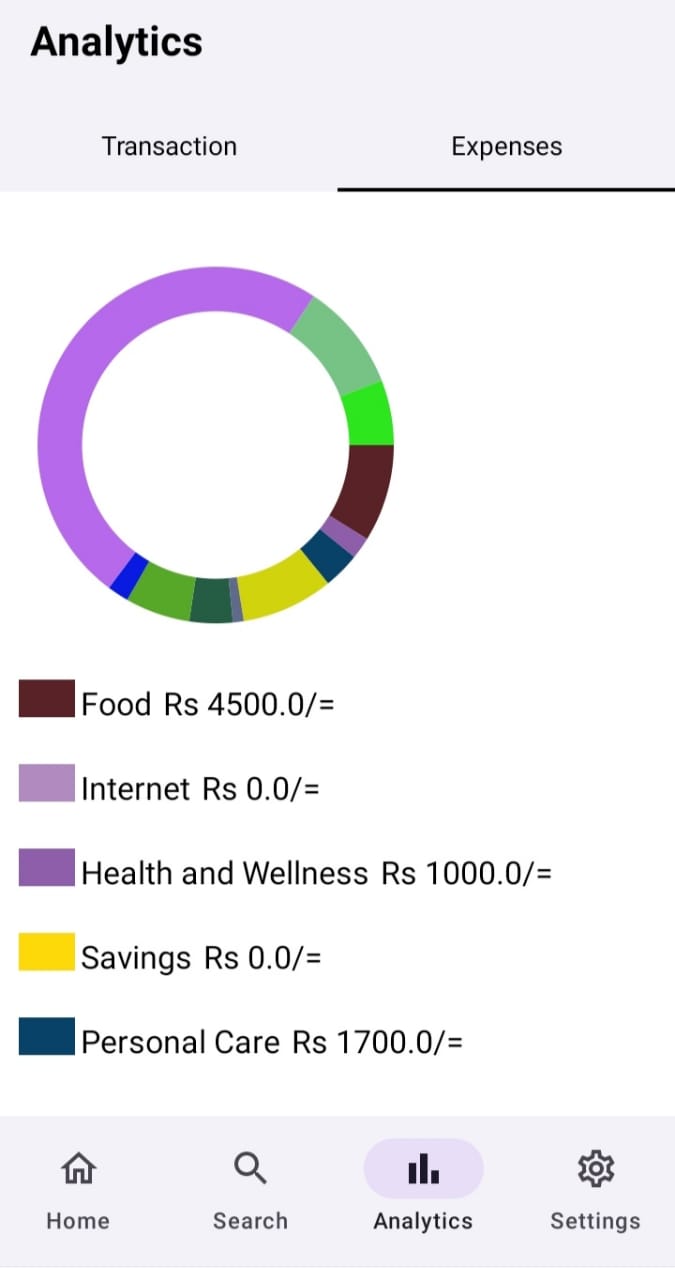 Analytics
Transaction Expenses
Food Rs 4500.0/=
Internet Rs 0.0/=
Health and Wellness Rs 1000.0/=
Savings Rs 0.0/=
Personal Care Rs 1700.0/=
Home Search Analytics Settings